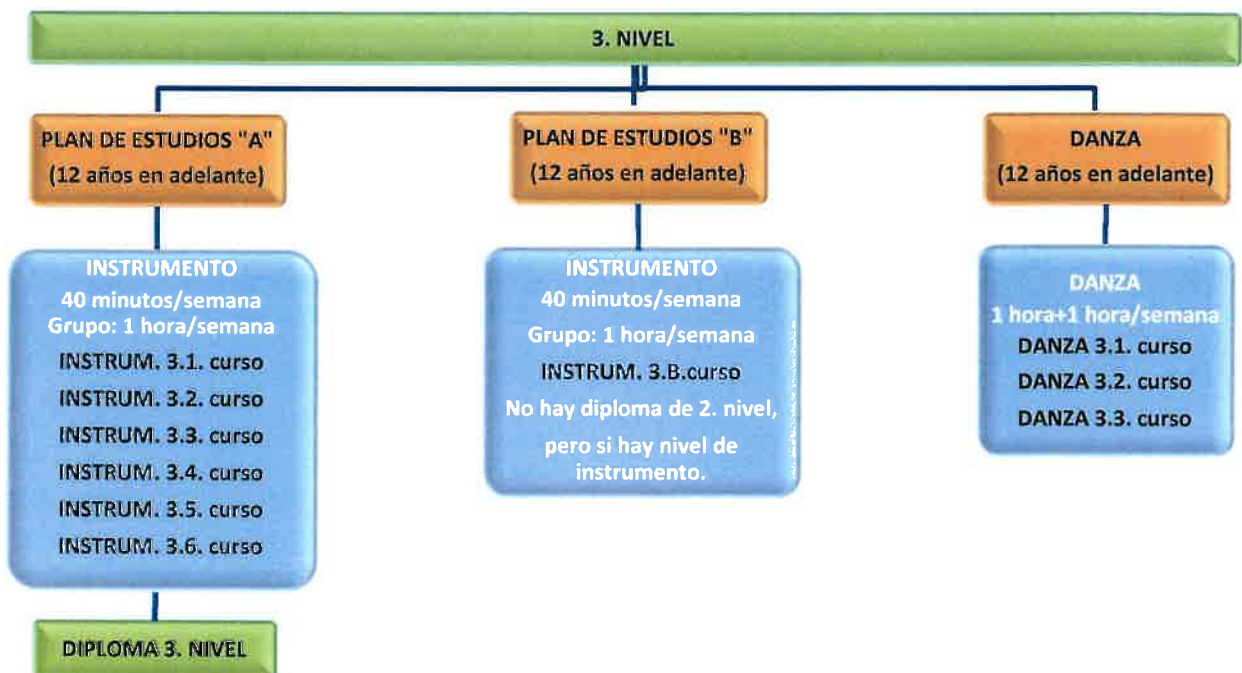 3. NIVEL
PLAN DE ESTUDIOS "A"
(12 años en adelante)
PLAN DE ESTUDIOS "B"
(12 años en adelante)
DANZA
(12 años en adelante)
INSTRUMENTO
40 minutos/semana
Grupo: 1 hora/semana
INSTRUM. 3.1. curso
INSTRUM. 3.2. curso
INSTRUM. 3.3. curso
INSTRUM. 3.4. curso
INSTRUM. 3.5. curso
INSTRUM. 3.6. curso
INSTRUMENTO
40 minutos/semana
Grupo: 1 hora/semana
INSTRUM. 3.B.curso
No hay diploma de 2. nivel,
pero si hay nivel de
instrumento.
DANZA
1 hora+1 hora/semana
DANZA 3.1. curso
DANZA 3.2. curso
DANZA 3.3. curso
DIPLOMA 3. NIVEL